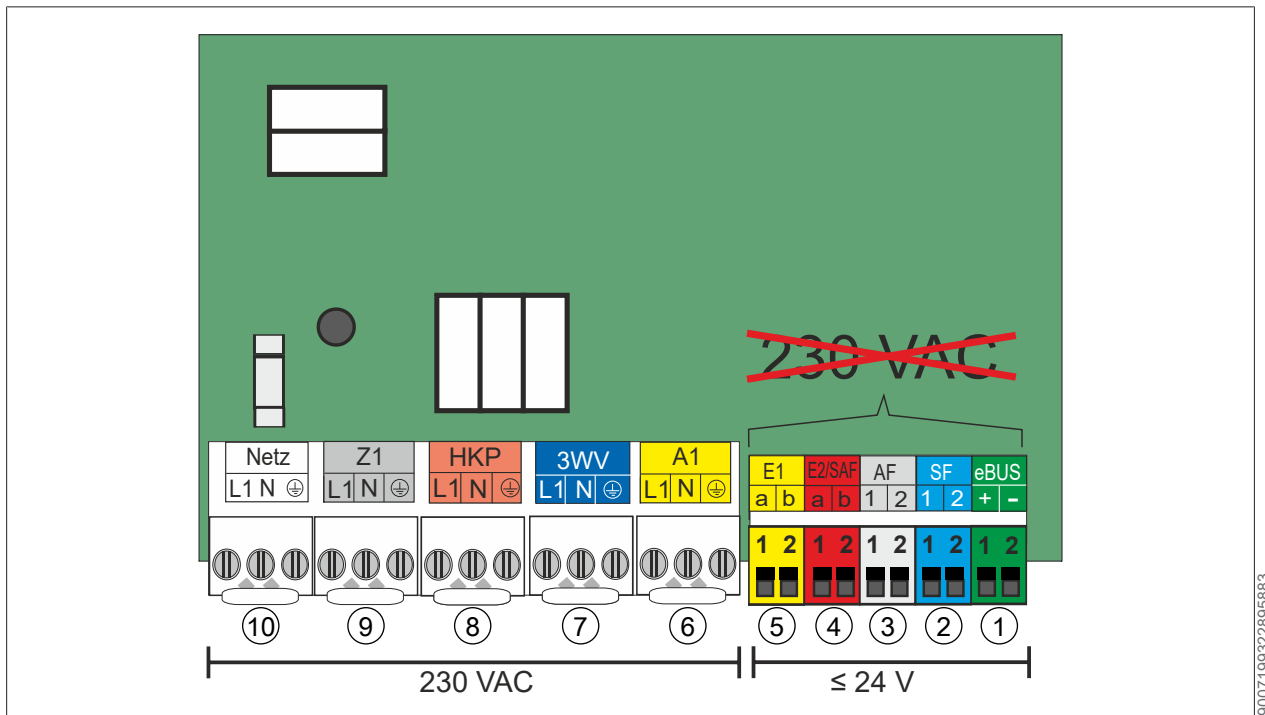 230 VAC
Netz Z1 HKP 3WV A1
L1 N L1 N L1 N L1 N L1 N
E1 E2/SAF AF SF eBUS
a b a b 1 2 1 2 + −
1 2 1 2 1 2 1 2 1 2
10 9 8 7 6 5 4 3 2 1
230 VAC ≤ 24 V
9007199322895883